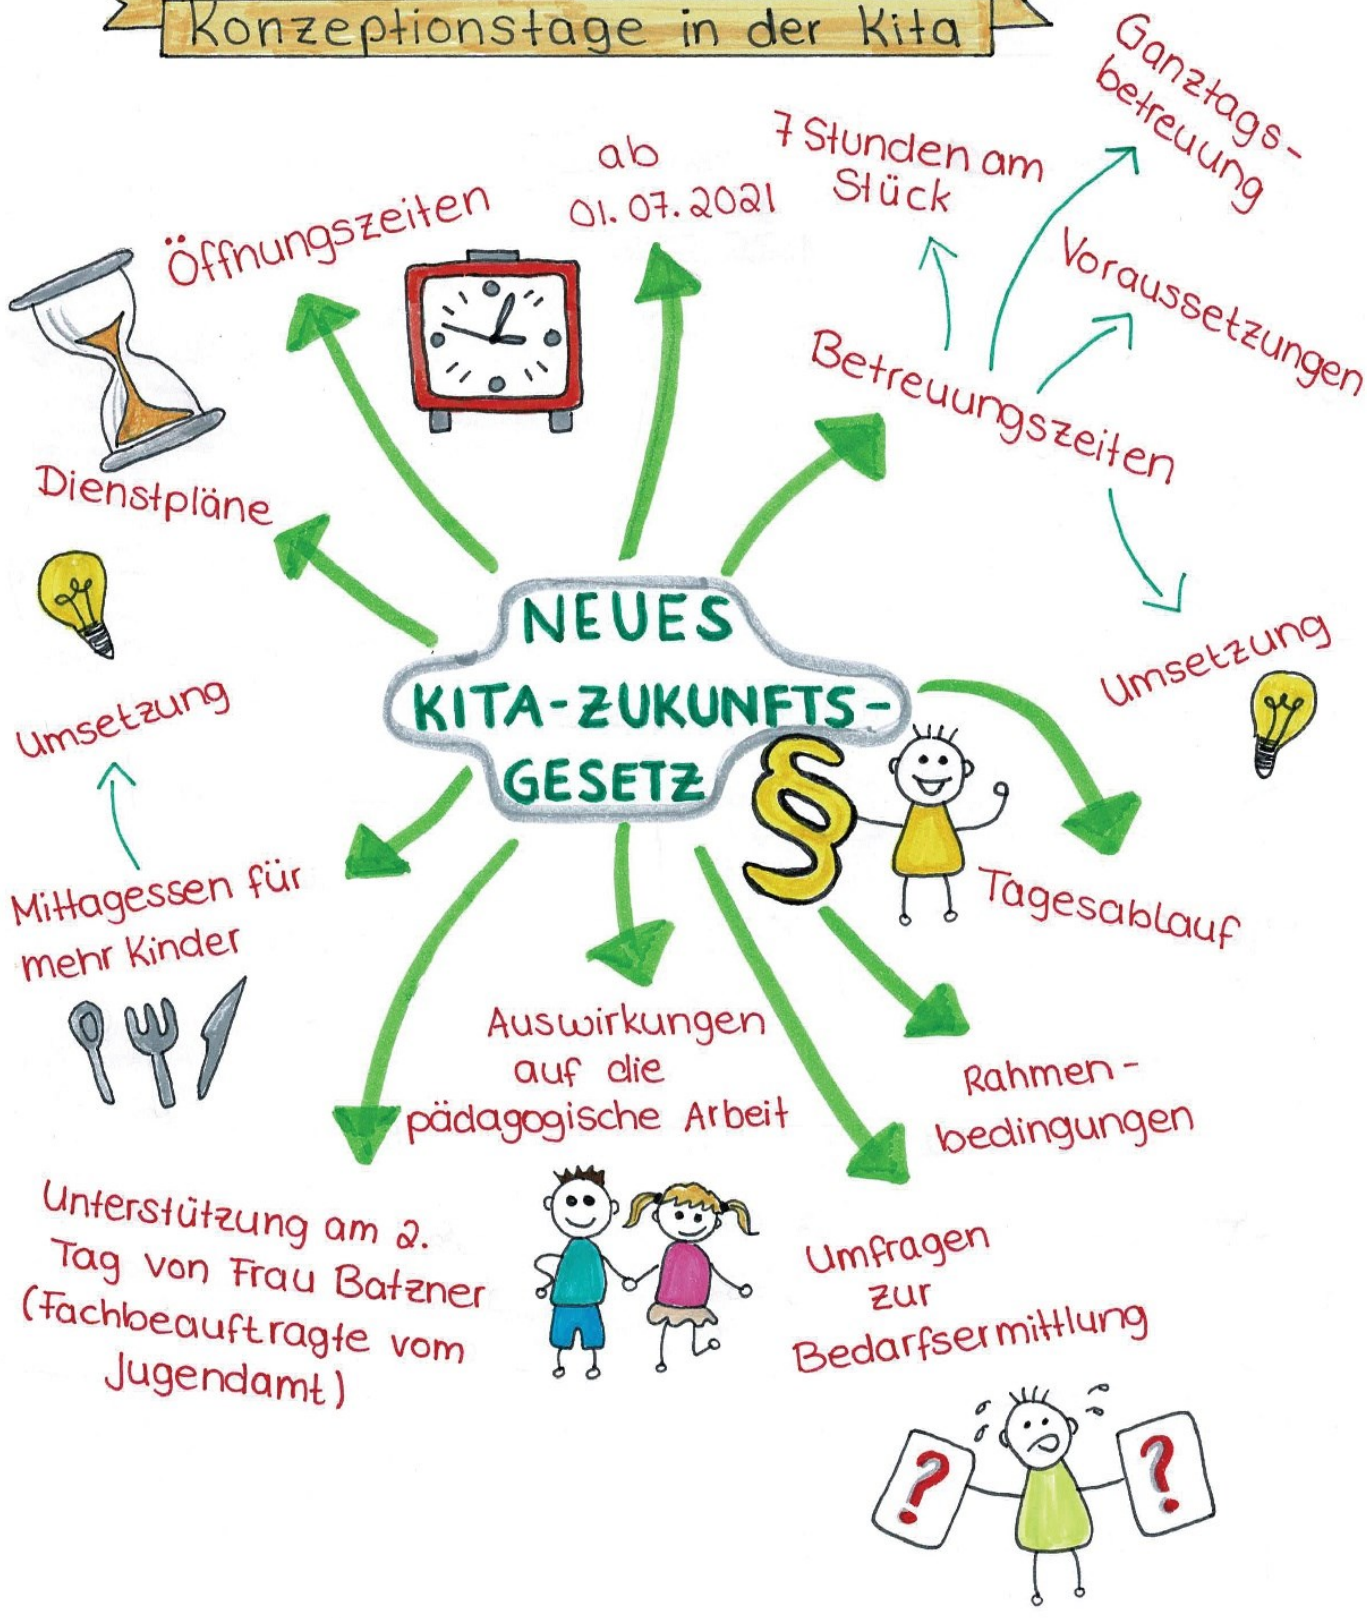 Konzeptionstage in der Kita
Ganztags-
betreuung
7 Stunden am
Stück
ab
01.07.2021
Öffnungszeiten
Voraussetzungen
Betreuungszeiten
Dienstpläne
Umsetzung
NEUES
KITA-ZUKUNFTS-
GESETZ
§
Umsetzung
Mittagessen für
mehr Kinder
Tagesablauf
Auswirkungen
auf die
pädagogische Arbeit
Rahmen-
bedingungen
Unterstützung am 2.
Tag von Frau Batzner
(Fachbeauftragte vom
Jugendamt)
Umfragen
zur
Bedarfsermittlung
?
?